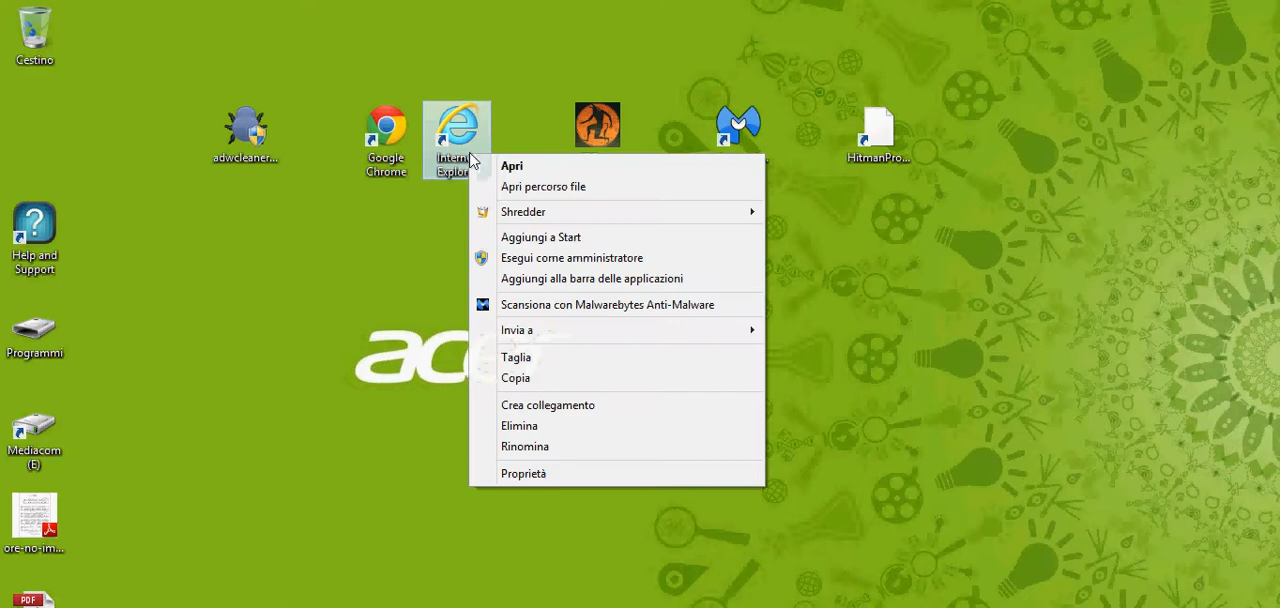 Cestino
adwcleaner...
Google
Chrome
HitmanPro...
Apri
Apri percorso file
Shredder
Aggiungi a Start
Esegui come amministratore
Aggiungi alla barra delle applicazioni
Scansiona con Malwarebytes Anti-Malware
Invia a
Taglia
Copia
Crea collegamento
Elimina
Rinomina
Proprietà
Help and
Support
Programmi
Mediacom
(E)
ore-no-im...
PDF